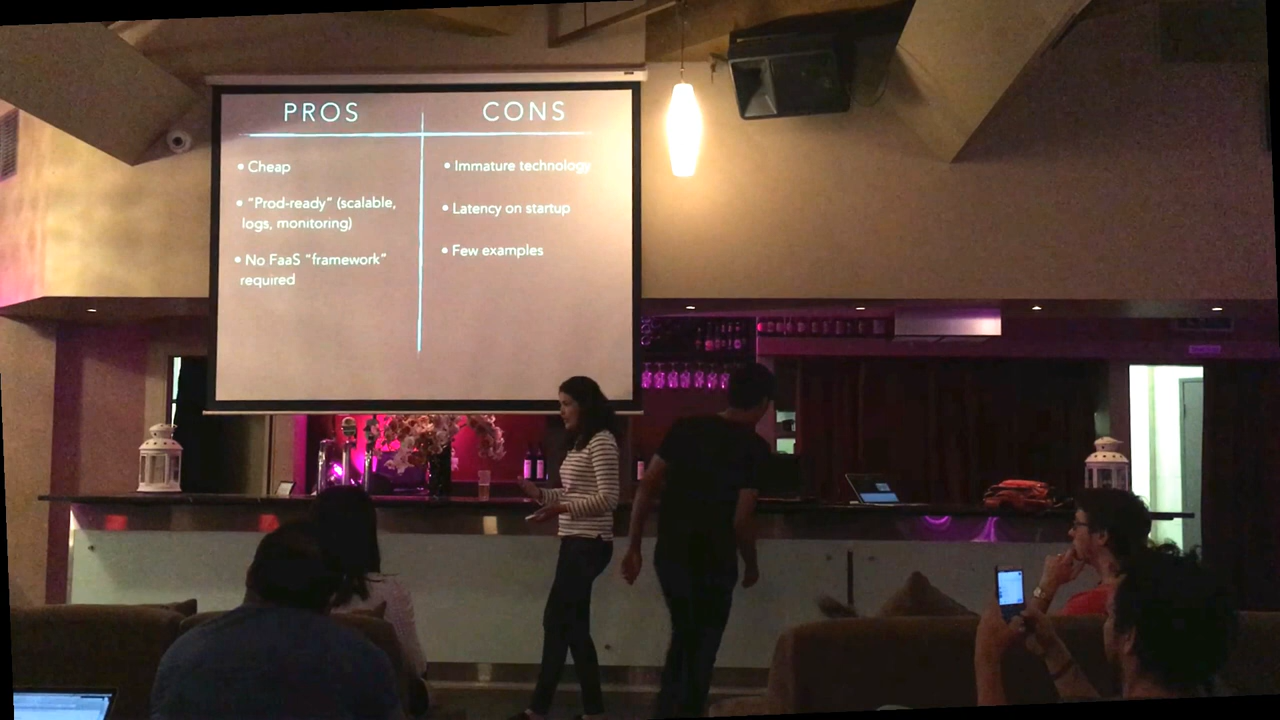 PROS
CONS
• Cheap
• "Prod-ready" (scalable,
logs, monitoring)
• No FaaS "framework"
required
• Immature technology
• Latency on startup
• Few examples